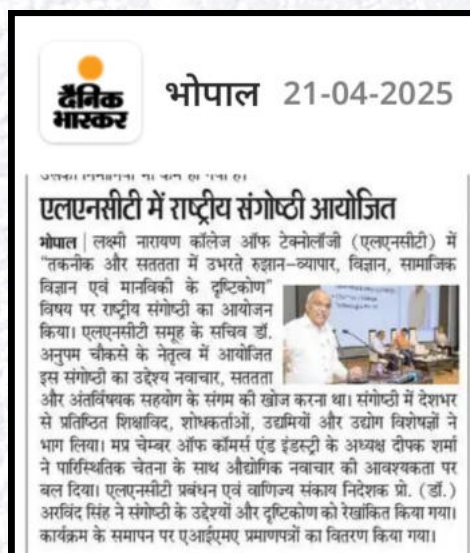 दैनिक
भास्कर
भोपाल 21-04-2025
एलएनसीटी में राष्ट्रीय संगोष्ठी आयोजित
भोपाल | लक्ष्मी नारायण कॉलेज ऑफ टेक्नोलॉजी (एलएनसीटी) में
"तकनीक और सततता में उभरते रुझान-व्यापार, विज्ञान, सामाजिक
विज्ञान एवं मानविकी के दृष्टिकोण"
विषय पर राष्ट्रीय संगोष्ठी का आयोजन
किया। एलएनसीटी समूह के सचिव डॉ.
अनुपम चौकसे के नेतृत्व में आयोजित
इस संगोष्ठी का उद्देश्य नवाचार, सततता
और अंतर्विषयक सहयोग के संगम की खोज करना था। संगोष्ठी में देशभर
से प्रतिष्ठित शिक्षाविद, शोधकर्ताओं, उद्यमियों और उद्योग विशेषज्ञों ने
भाग लिया। मप्र चेम्बर ऑफ कॉमर्स एंड इंडस्ट्री के अध्यक्ष दीपक शर्मा
ने पारिस्थितिक चेतना के साथ औद्योगिक नवाचार की आवश्यकता पर
बल दिया। एलएनसीटी प्रबंधन एवं वाणिज्य संकाय निदेशक प्रो. (डॉ.)
अरविंद सिंह ने संगोष्ठी के उद्देश्यों और दृष्टिकोण को रेखांकित किया गया।
कार्यक्रम के समापन पर एआईएमए प्रमाणपत्रों का वितरण किया गया।